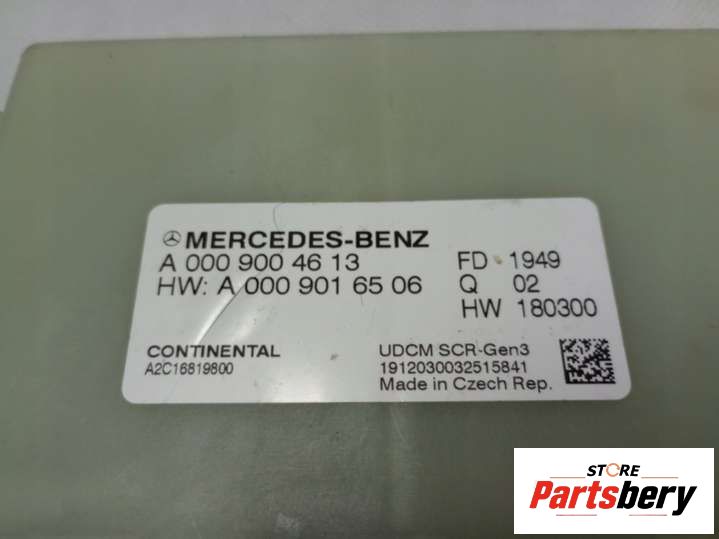 MERCEDES-BENZ
A 000 900 46 13
HW: A 000 901 65 06
FD 1949
Q 02
HW 180300
CONTINENTAL
A2C16819800
UDCM SCR-Gen3
1912030032515841
Made in Czech Rep.
STORE
Partsbery